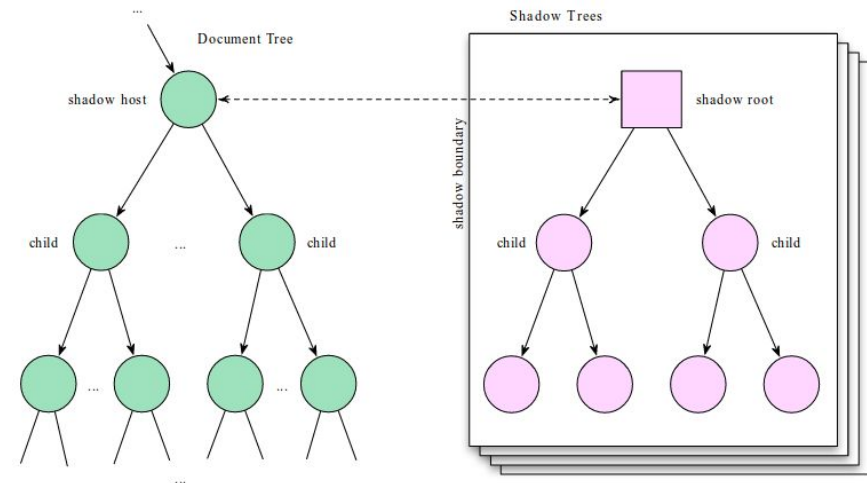 ...
Document Tree
Shadow Trees
shadow host
shadow root
shadow boundary
child
...
child
child
child
...
...
...